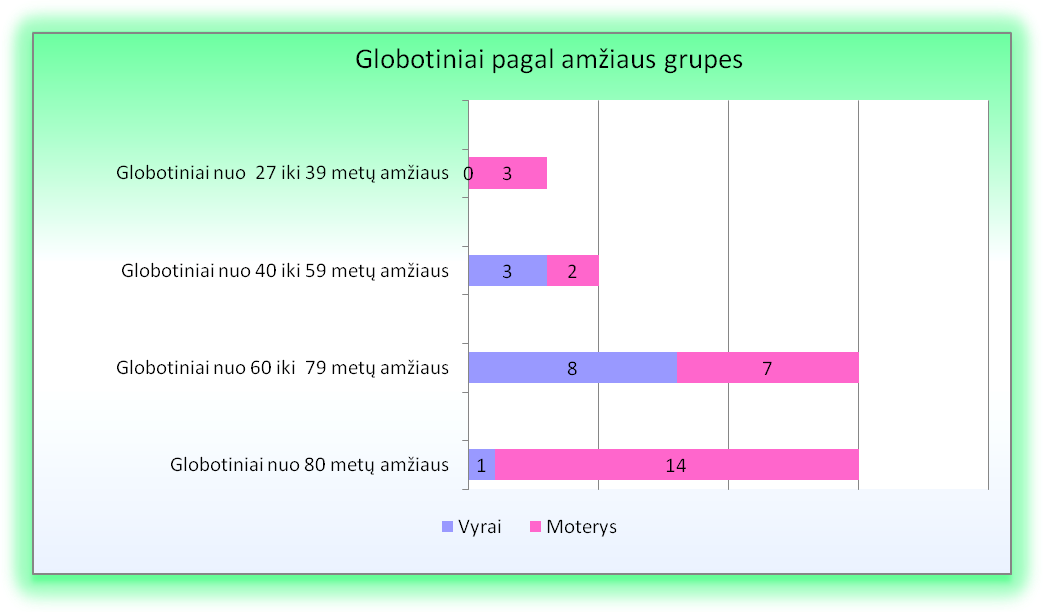 Globotiniai pagal amžiaus grupes
Globotiniai nuo  27 iki 39 metų amžiaus
0 3
Globotiniai nuo 40 iki 59 metų amžiaus
3 2
Globotiniai nuo 60 iki  79 metų amžiaus
8 7
Globotiniai nuo 80 metų amžiaus
1 14
Vyrai Moterys